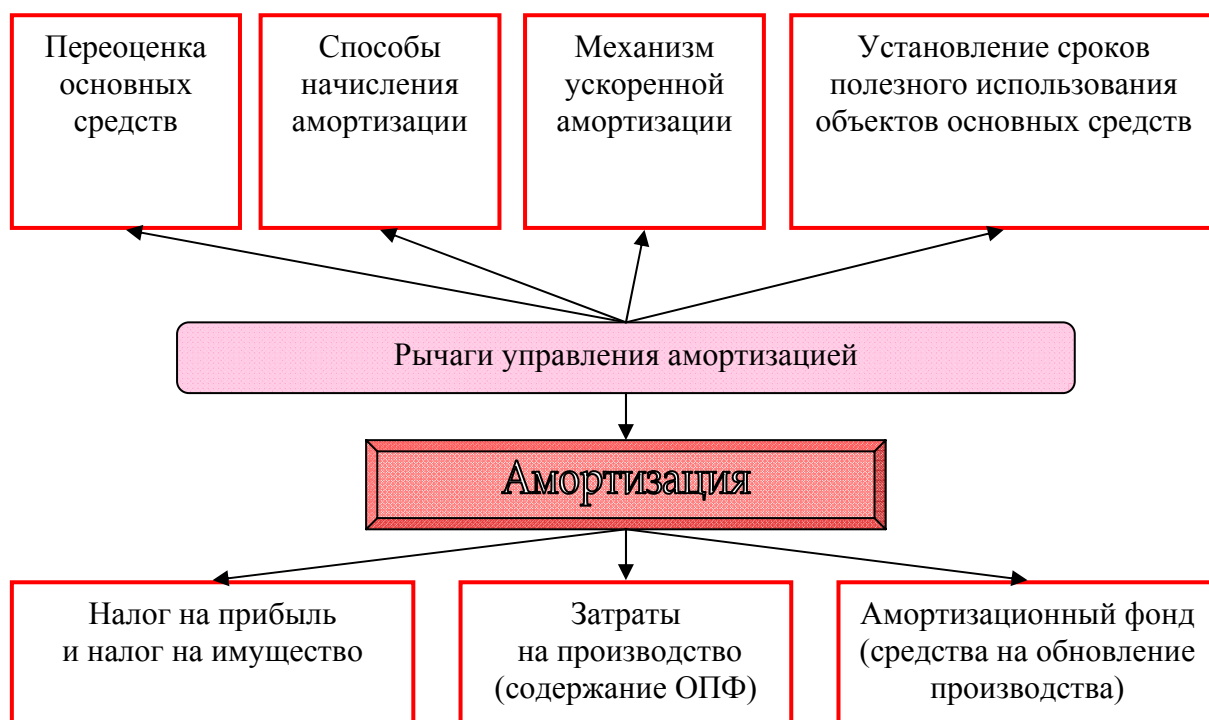 Переоценка
основных
средств
Способы
начисления
амортизации
Механизм
ускоренной
амортизации
Установление сроков
полезного использования
объектов основных средств
Рычаги управления амортизацией
Амортизация
Налог на прибыль
и налог на имущество
Затраты
на производство
(содержание ОПФ)
Амортизационный фонд
(средства на обновление
производства)